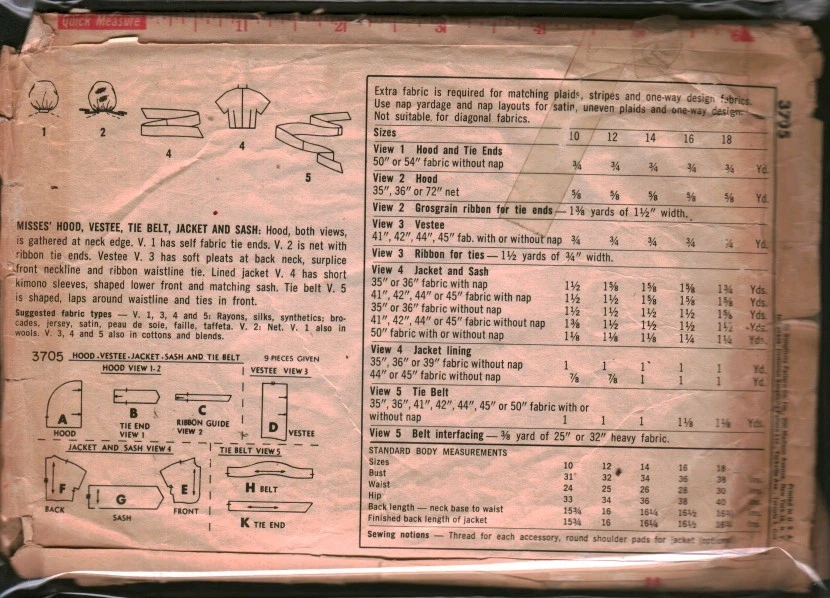 Quick Measure
11
21
31
3705
1
2
4
4
5
MISSES' HOOD, VESTEE, TIE BELT, JACKET AND SASH: Hood, both views,
is gathered at neck edge. V. 1 has self fabric tie ends. V. 2 is net with
ribbon tie ends. Vestee V. 3 has soft pleats at back neck, surplice
front neckline and ribbon waistline tie. Lined jacket V. 4 has short
kimono sleeves, shaped lower front and matching sash. Tie belt V. 5
is shaped, laps around waistline and ties in front.
Suggested fabric types — V. 1, 3, 4 and 5: Rayons, silks, synthetics; bro-
cades, jersey, satin, peau de soie, faille, taffeta. V. 2: Net. V. 1 also in
wools. V. 3, 4 and 5 also in cottons and blends.
3705 HOOD-VESTEE-JACKET-SASH AND TIE BELT 9 PIECES GIVEN
HOOD VIEW 1-2
VESTEE VIEW 3
A
HOOD
B
TIE END
VIEW 1
C
RIBBON GUIDE
VIEW 2
D
VESTEE
JACKET AND SASH VIEW 4
TIE BELT VIEW 5
F
BACK
G
SASH
E
FRONT
H BELT
K TIE END
Extra fabric is required for matching plaids, stripes and one-way design fabrics.
Use nap yardage and nap layouts for satin, uneven plaids and one-way designs.
Not suitable for diagonal fabrics.
Sizes 10 12 14 16 18
View 1 Hood and Tie Ends
50" or 54" fabric without nap ¾ ¾ ¾ ¾ ¾ Yd.
View 2 Hood
35", 36" or 72" net ⅝ ⅝ ⅝ ⅝ ⅝ Yd.
View 2 Grosgrain ribbon for tie ends — 1⅜ yards of 1½" width.
View 3 Vestee
41", 42", 44", 45" fab. with or without nap ¾ ¾ ¾ ¾ Yd.
View 3 Ribbon for ties — 1½ yards of ¾" width.
View 4 Jacket and Sash
35" or 36" fabric with nap 1½ 1⅝ 1⅝ 1⅝ 1¾ Yds.
41", 42", 44" or 45" fabric with nap 1½ 1½ 1⅝ 1⅝ 1⅝ Yds.
35" or 36" fabric without nap 1½ 1½ 1½ 1½ 1⅝ Yds.
41", 42", 44" or 45" fabric without nap 1⅜ 1½ 1½ 1½ 1½ Yds.
50" fabric with or without nap 1⅛ 1⅛ 1⅛ 1¼ 1¼ Yds.
View 4 Jacket lining
35", 36" or 39" fabric without nap 1 1 1 1 1 Yd.
44" or 45" fabric without nap ⅞ ⅞ 1 1 1 Yd.
View 5 Tie Belt
35", 36", 41", 42", 44", 45" or 50" fabric with or
without nap 1 1 1 1⅛ 1⅛ Yds.
View 5 Belt interfacing — ⅜ yard of 25" or 32" heavy fabric.
STANDARD BODY MEASUREMENTS
Sizes 10 12 14 16 18
Bust 31 32 34 36 38
Waist 24 25 26 28 30
Hip 33 34 36 38 40
Back length — neck base to waist 15¾ 16 16¼ 16½
Finished back length of jacket 15¾ 16 16¼ 16½
Sewing notions — Thread for each accessory, round shoulder pads for jacket (optional